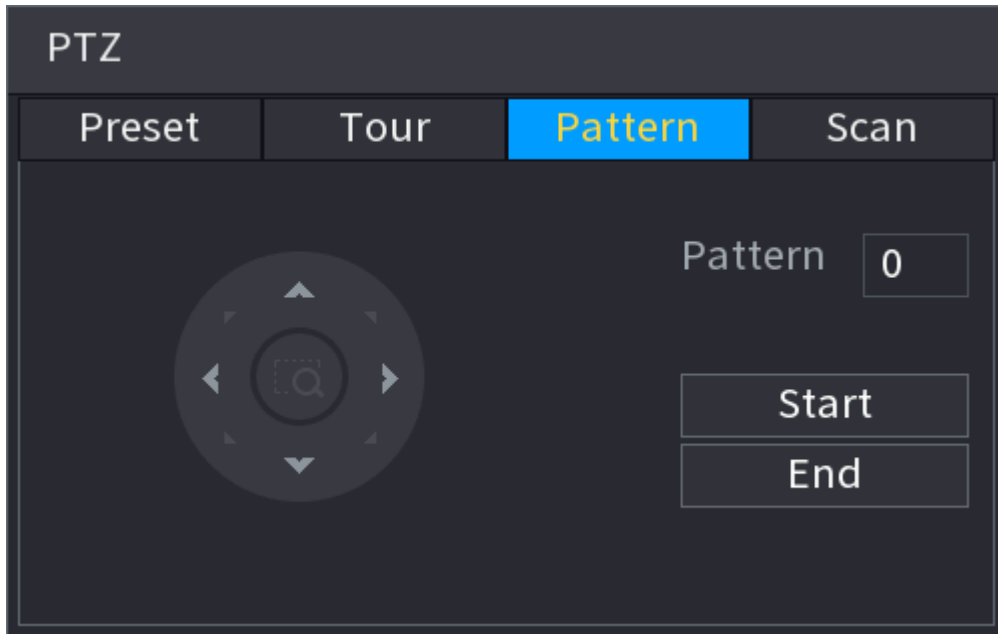 PTZ
Preset Tour Pattern Scan
Pattern 0
Start
End